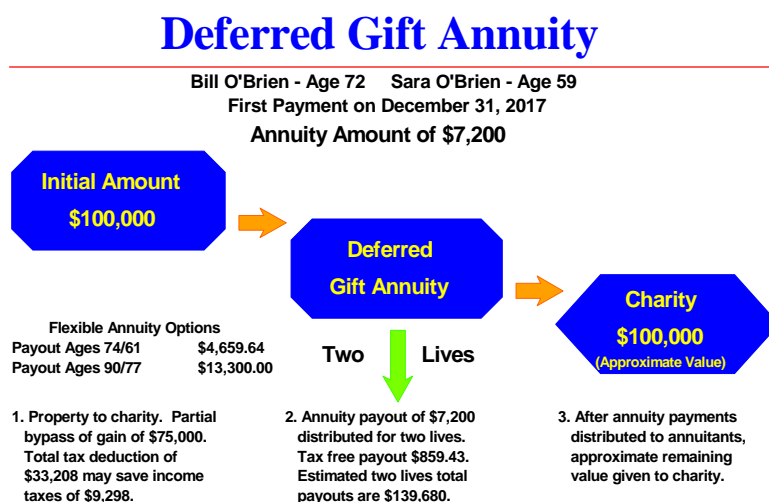 Deferred Gift Annuity
Bill O'Brien - Age 72 Sara O'Brien - Age 59
First Payment on December 31, 2017
Annuity Amount of $7,200
Initial Amount
$100,000
Deferred
Gift Annuity
Charity
$100,000
(Approximate Value)
Flexible Annuity Options
Payout Ages 74/61 $4,659.64
Payout Ages 90/77 $13,300.00
Two Lives
1. Property to charity. Partial
bypass of gain of $75,000.
Total tax deduction of
$33,208 may save income
taxes of $9,298.
2. Annuity payout of $7,200
distributed for two lives.
Tax free payout $859.43.
Estimated two lives total
payouts are $139,680.
3. After annuity payments
distributed to annuitants,
approximate remaining
value given to charity.